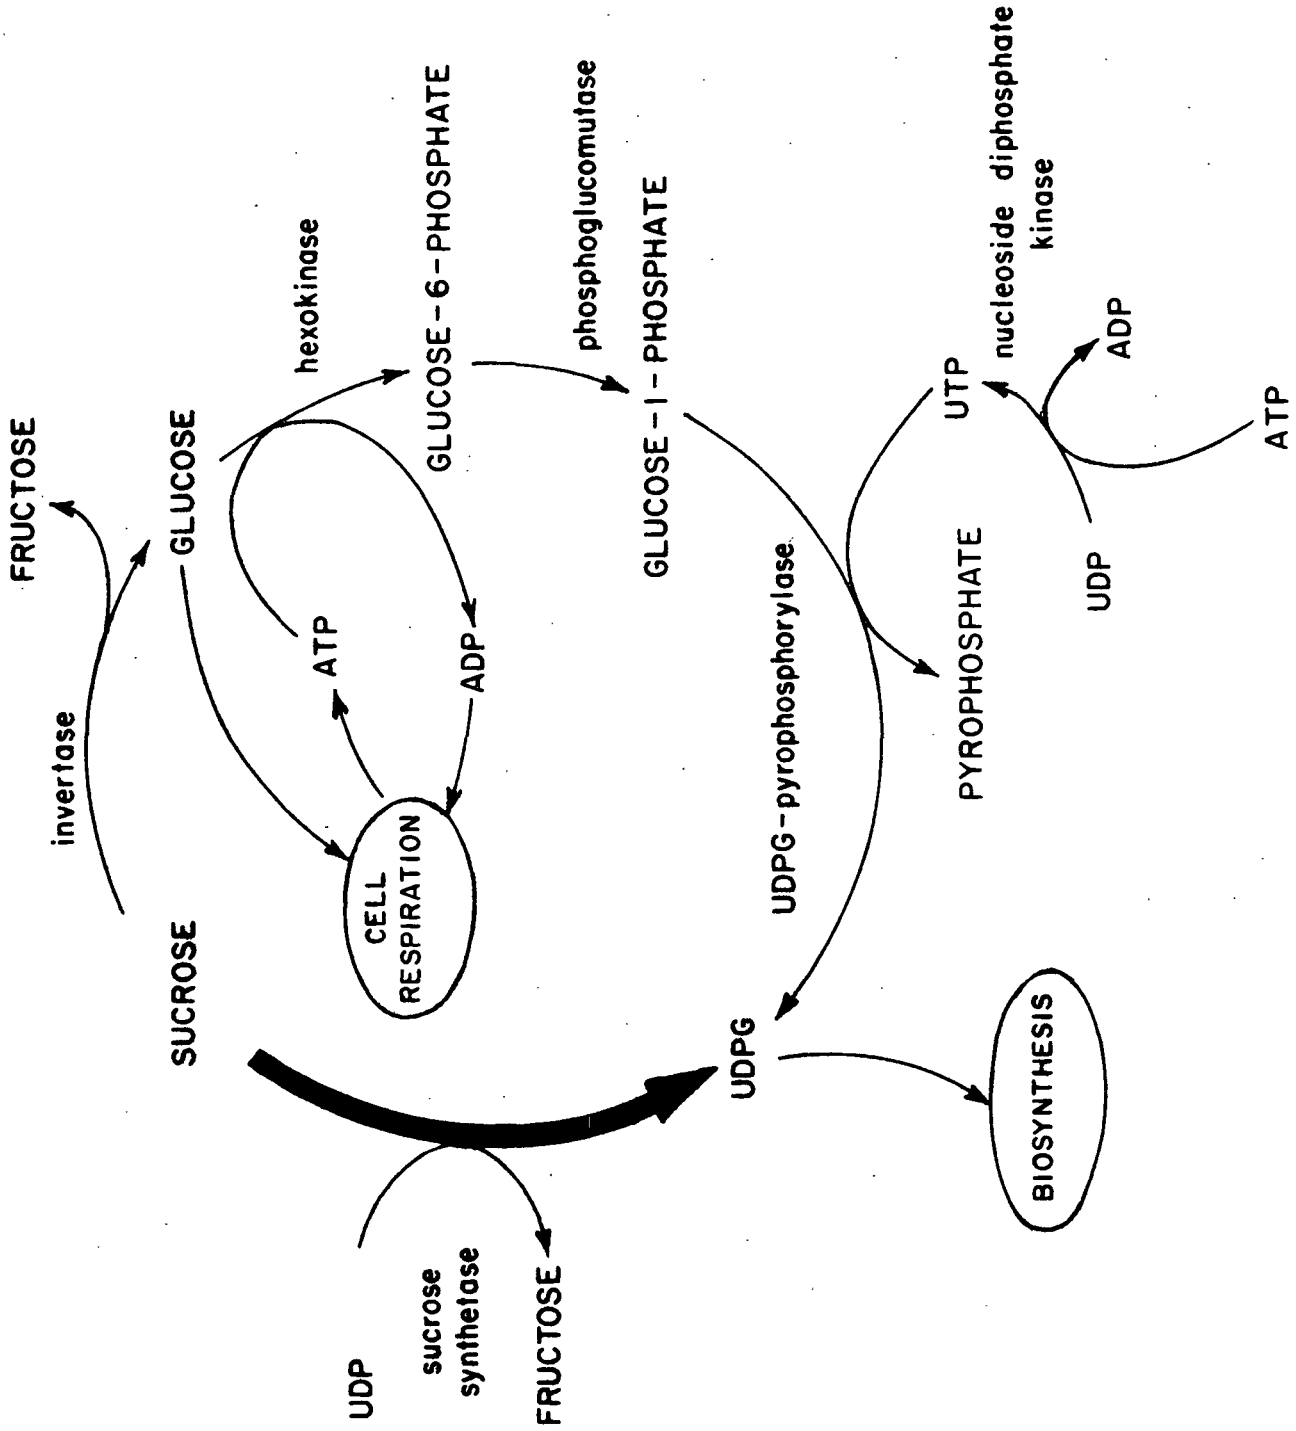 FRUCTOSE
invertase
SUCROSE
GLUCOSE
hexokinase
ATP
CELL
RESPIRATION
UDP
sucrose
synthetase
FRUCTOSE
ADP
GLUCOSE-6-PHOSPHATE
phosphoglucomutase
GLUCOSE-1-PHOSPHATE
UDPG
UDPG-pyrophosphorylase
PYROPHOSPHATE
UTP
nucleoside diphosphate
kinase
BIOSYNTHESIS
UDP
ADP
ATP